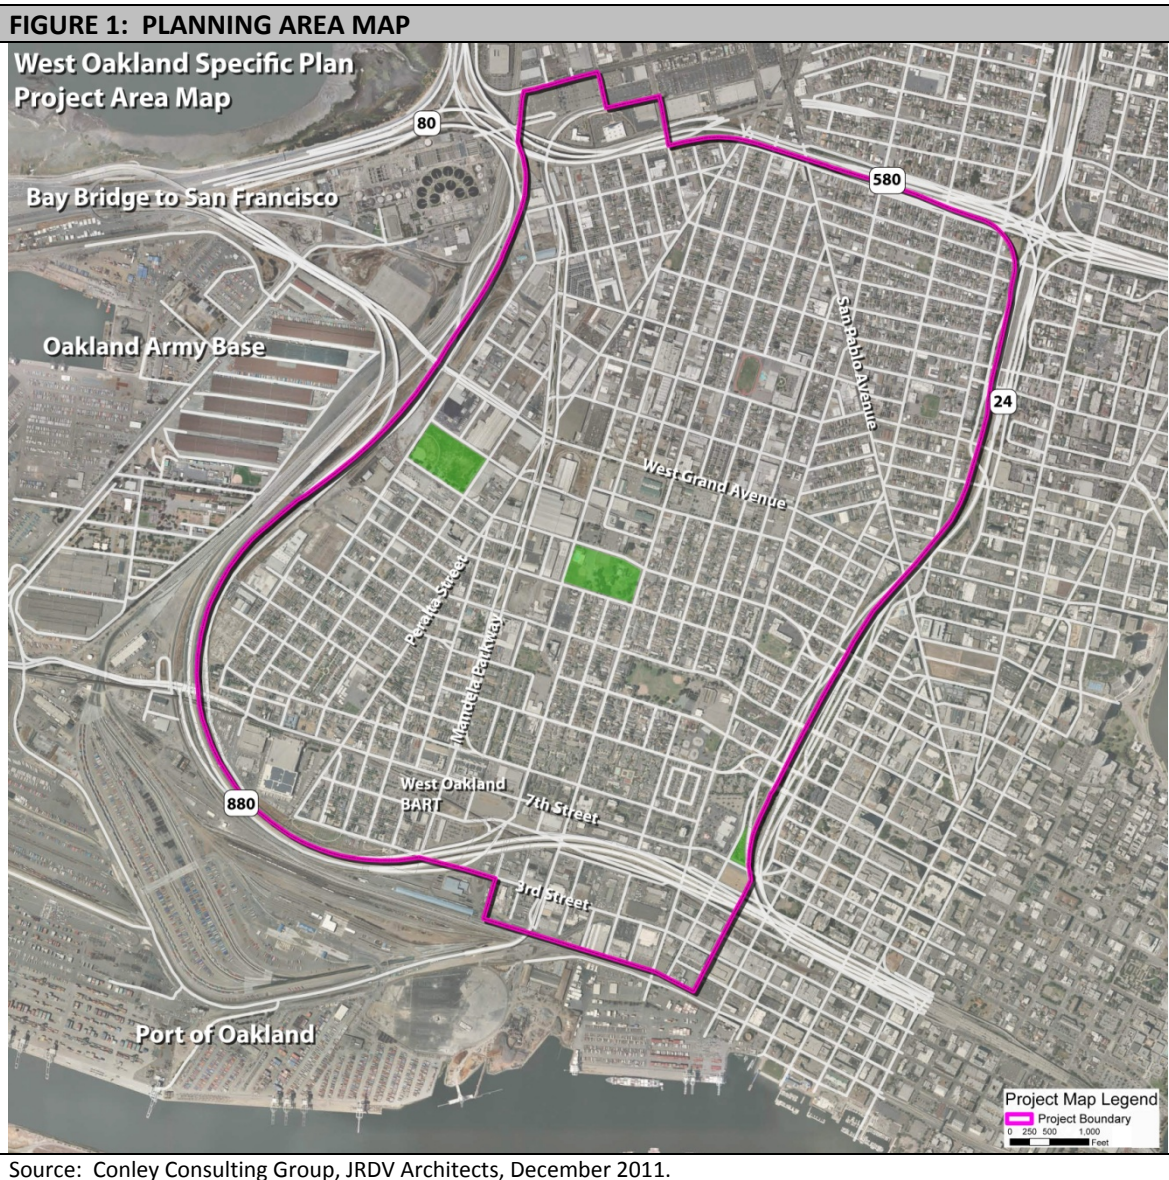 FIGURE 1: PLANNING AREA MAP
West Oakland Specific Plan
Project Area Map
80
Bay Bridge to San Francisco
580
Oakland Army Base
San Pablo Avenue
24
West Grand Avenue
Peralta Street
Mandela Parkway
West Oakland
BART
7th Street
880
3rd Street
Port of Oakland
Project Map Legend
Project Boundary
0 250 500 1,000
Feet
Source: Conley Consulting Group, JRDV Architects, December 2011.